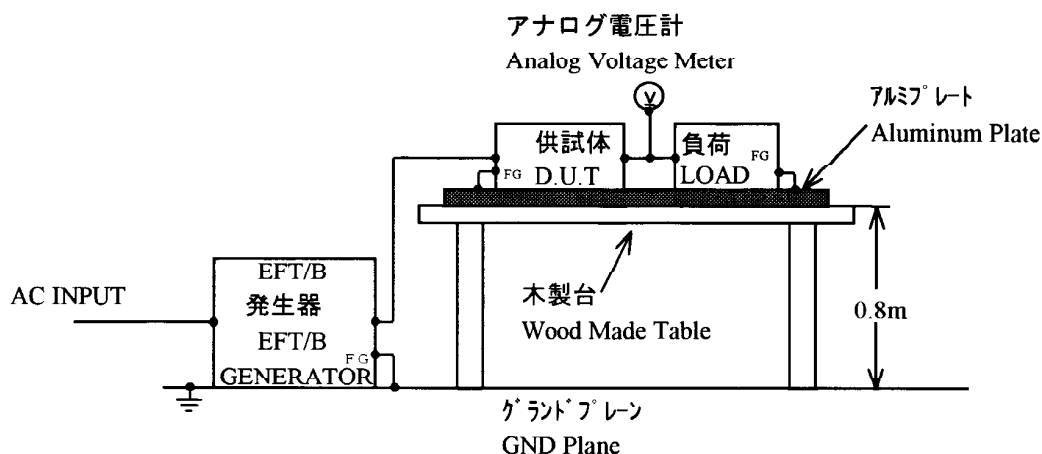 アナログ電圧計
Analog Voltage Meter
V
アルミプレート
Aluminum Plate
供試体
FG
D.U.T
負荷
FG
LOAD
EFT/B
発生器
EFT/B
FG
GENERATOR
AC INPUT
木製台
Wood Made Table
0.8m
グランドプレーン
GND Plane